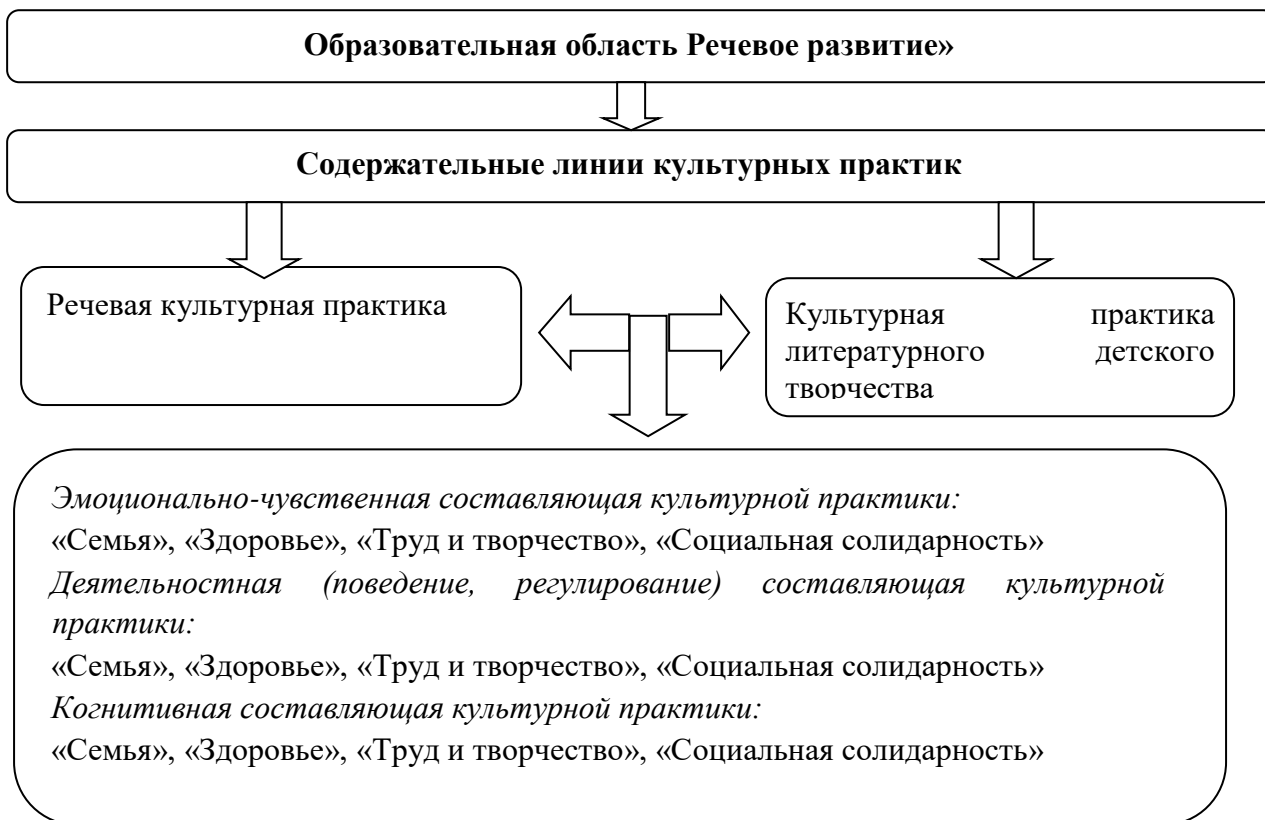 Образовательная область Речевое развитие»
Содержательные линии культурных практик
Речевая культурная практика
Культурная практика
литературного детского
творчества
Эмоционально-чувственная составляющая культурной практики:
«Семья», «Здоровье», «Труд и творчество», «Социальная солидарность»
Деятельностная (поведение, регулирование) составляющая культурной
практики:
«Семья», «Здоровье», «Труд и творчество», «Социальная солидарность»
Когнитивная составляющая культурной практики:
«Семья», «Здоровье», «Труд и творчество», «Социальная солидарность»